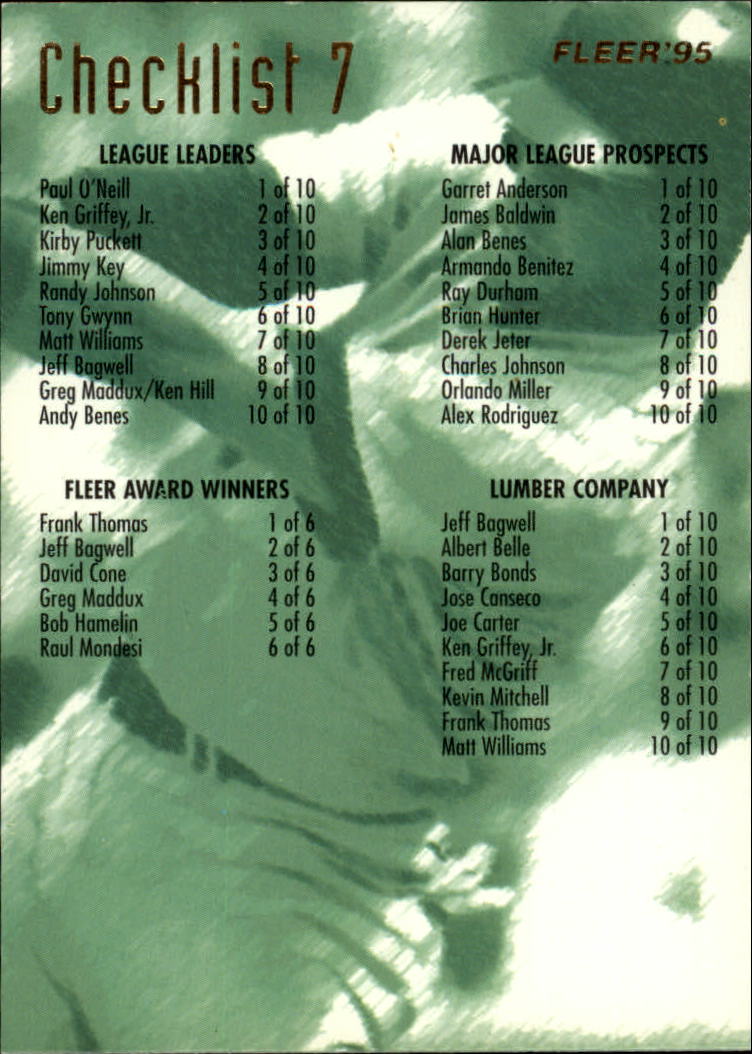 Checklist 7
FLEER '95
LEAGUE LEADERS
Paul O'Neill 1 of 10
Ken Griffey, Jr. 2 of 10
Kirby Puckett 3 of 10
Jimmy Key 4 of 10
Randy Johnson 5 of 10
Tony Gwynn 6 of 10
Matt Williams 7 of 10
Jeff Bagwell 8 of 10
Greg Maddux/Ken Hill 9 of 10
Andy Benes 10 of 10
MAJOR LEAGUE PROSPECTS
Garret Anderson 1 of 10
James Baldwin 2 of 10
Alan Benes 3 of 10
Armando Benitez 4 of 10
Ray Durham 5 of 10
Brian Hunter 6 of 10
Derek Jeter 7 of 10
Charles Johnson 8 of 10
Orlando Miller 9 of 10
Alex Rodriguez 10 of 10
FLEER AWARD WINNERS
Frank Thomas 1 of 6
Jeff Bagwell 2 of 6
David Cone 3 of 6
Greg Maddux 4 of 6
Bob Hamelin 5 of 6
Raul Mondesi 6 of 6
LUMBER COMPANY
Jeff Bagwell 1 of 10
Albert Belle 2 of 10
Barry Bonds 3 of 10
Jose Canseco 4 of 10
Joe Carter 5 of 10
Ken Griffey, Jr. 6 of 10
Fred McGriff 7 of 10
Kevin Mitchell 8 of 10
Frank Thomas 9 of 10
Matt Williams 10 of 10